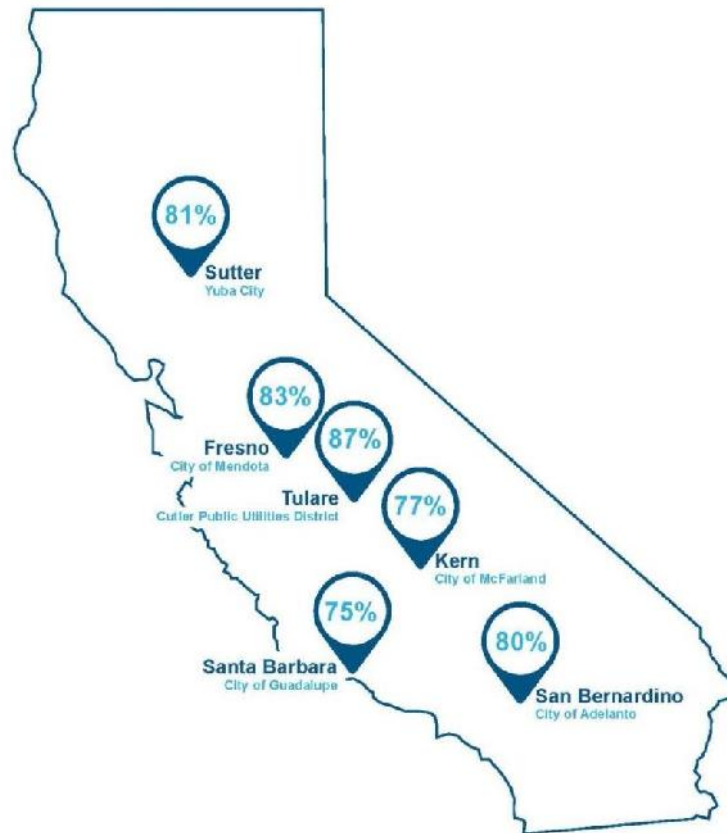 81%
Sutter
Yuba City
83%
Fresno
City of Mendota
87%
Tulare
Cutler Public Utilities District
77%
Kern
City of McFarland
75%
Santa Barbara
City of Guadalupe
80%
San Bernardino
City of Adelanto